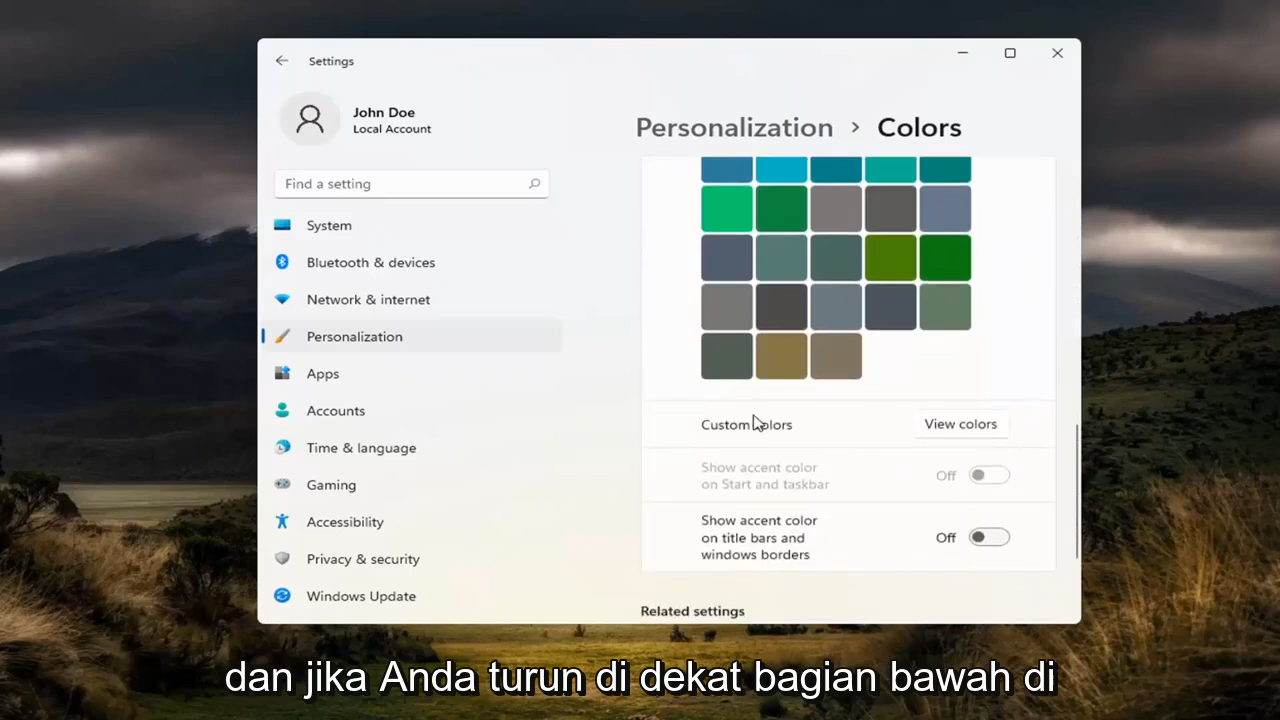 Settings
John Doe
Local Account
Find a setting
System
Bluetooth & devices
Network & internet
Personalization
Apps
Accounts
Time & language
Gaming
Accessibility
Privacy & security
Windows Update
Personalization > Colors
Custom colors
View colors
Show accent color
on Start and taskbar
Off
Show accent color
on title bars and
windows borders
Off
Related settings
dan jika Anda turun di dekat bagian bawah di